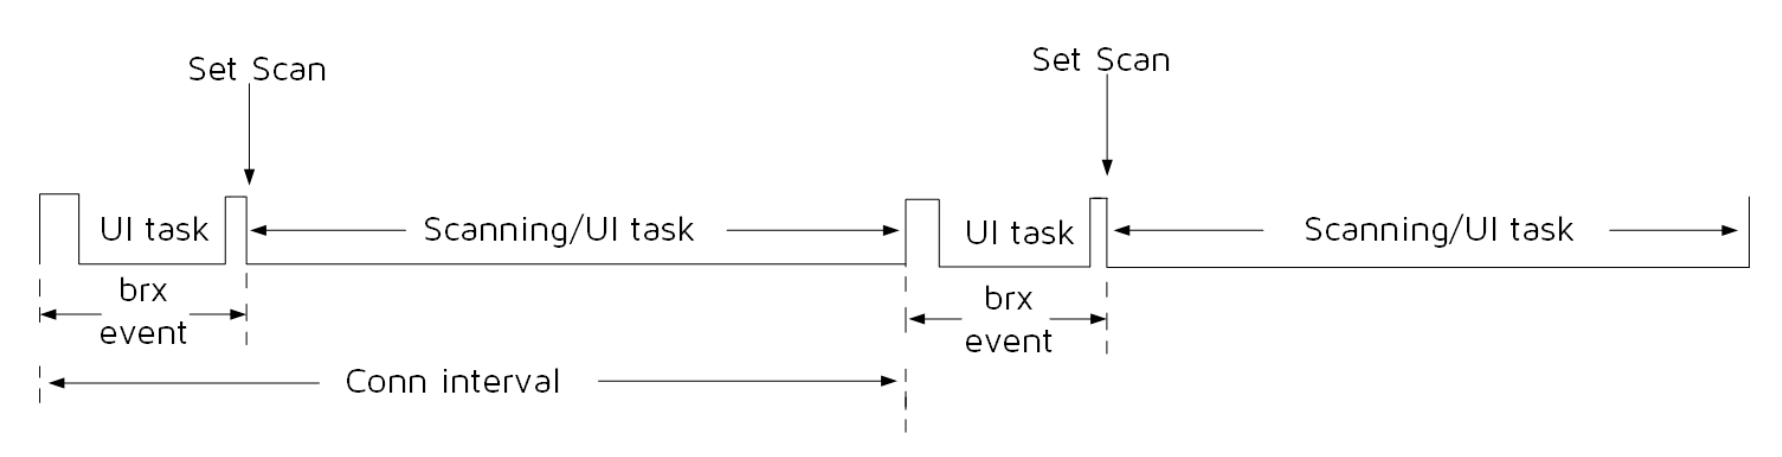 Set Scan
Set Scan
UI task
Scanning/UI task
UI task
Scanning/UI task
brx
event
brx
event
Conn interval